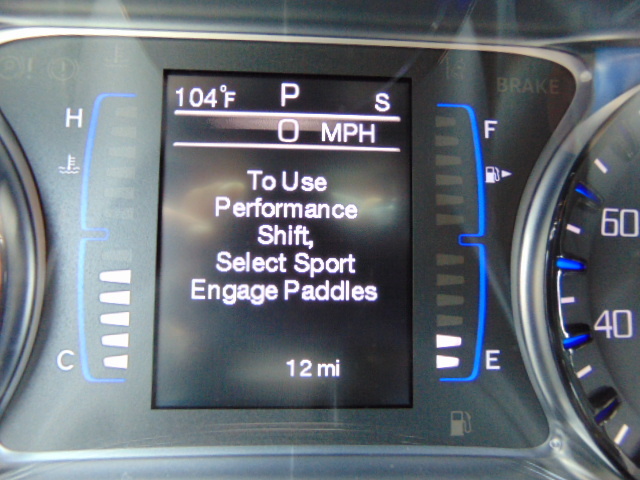 104°F P S
0 MPH
BRAKE
H
F
To Use
Performance
Shift,
Select Sport
Engage Paddles
60
40
C
E
12 mi